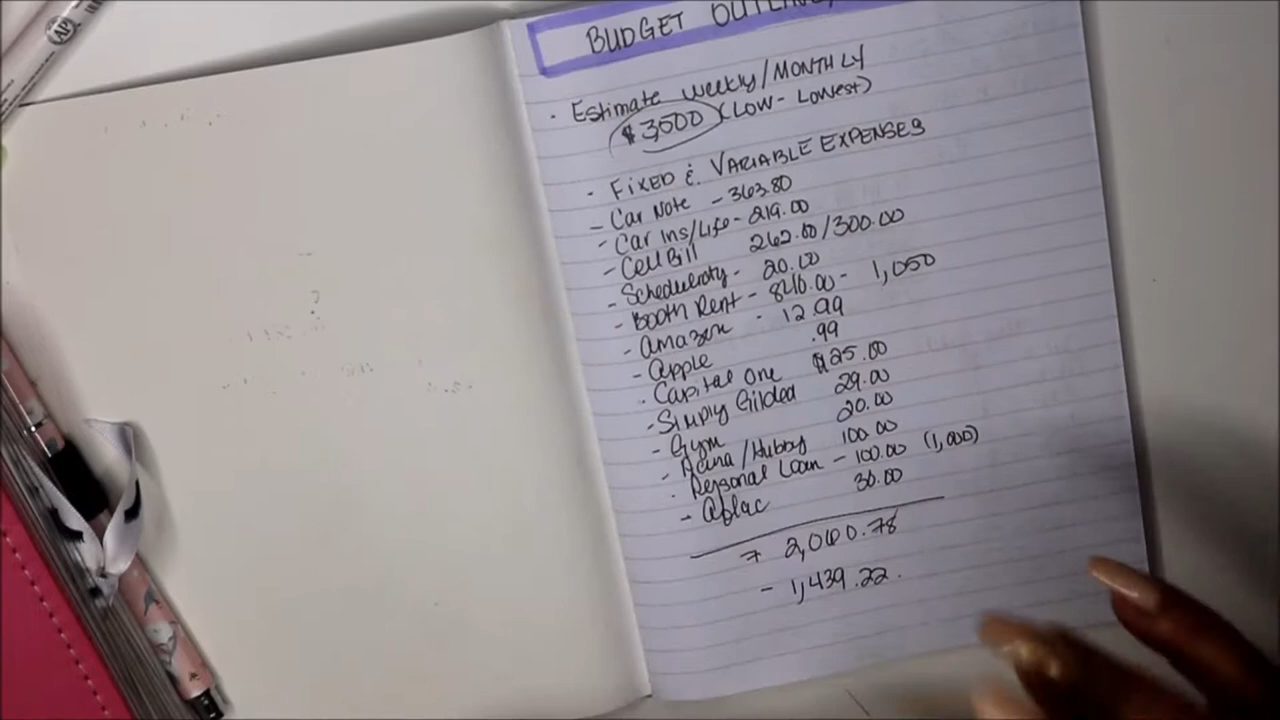 BUDGET OUTLINE
· Estimate weekly/MONTHLY
$3500 (LOW - LOWEST)
- FIXED & VARIABLE EXPENSES
- Car Note - 363.80
- Car Ins/Life - 219.00
- Cell Bill 262.00/300.00
- Schedulicity - 20.00
- Booth Rent - 840.00 - 1,050
- Amazon - 12.99
- Apple .99
· Capital One $25.00
- Simply Gilded 29.00
- Gym 20.00
- /Hubby 100.00
· Personal Loan - 100.00 (1,000)
- Aflac 30.00
2,060.78
- 1,439.22.